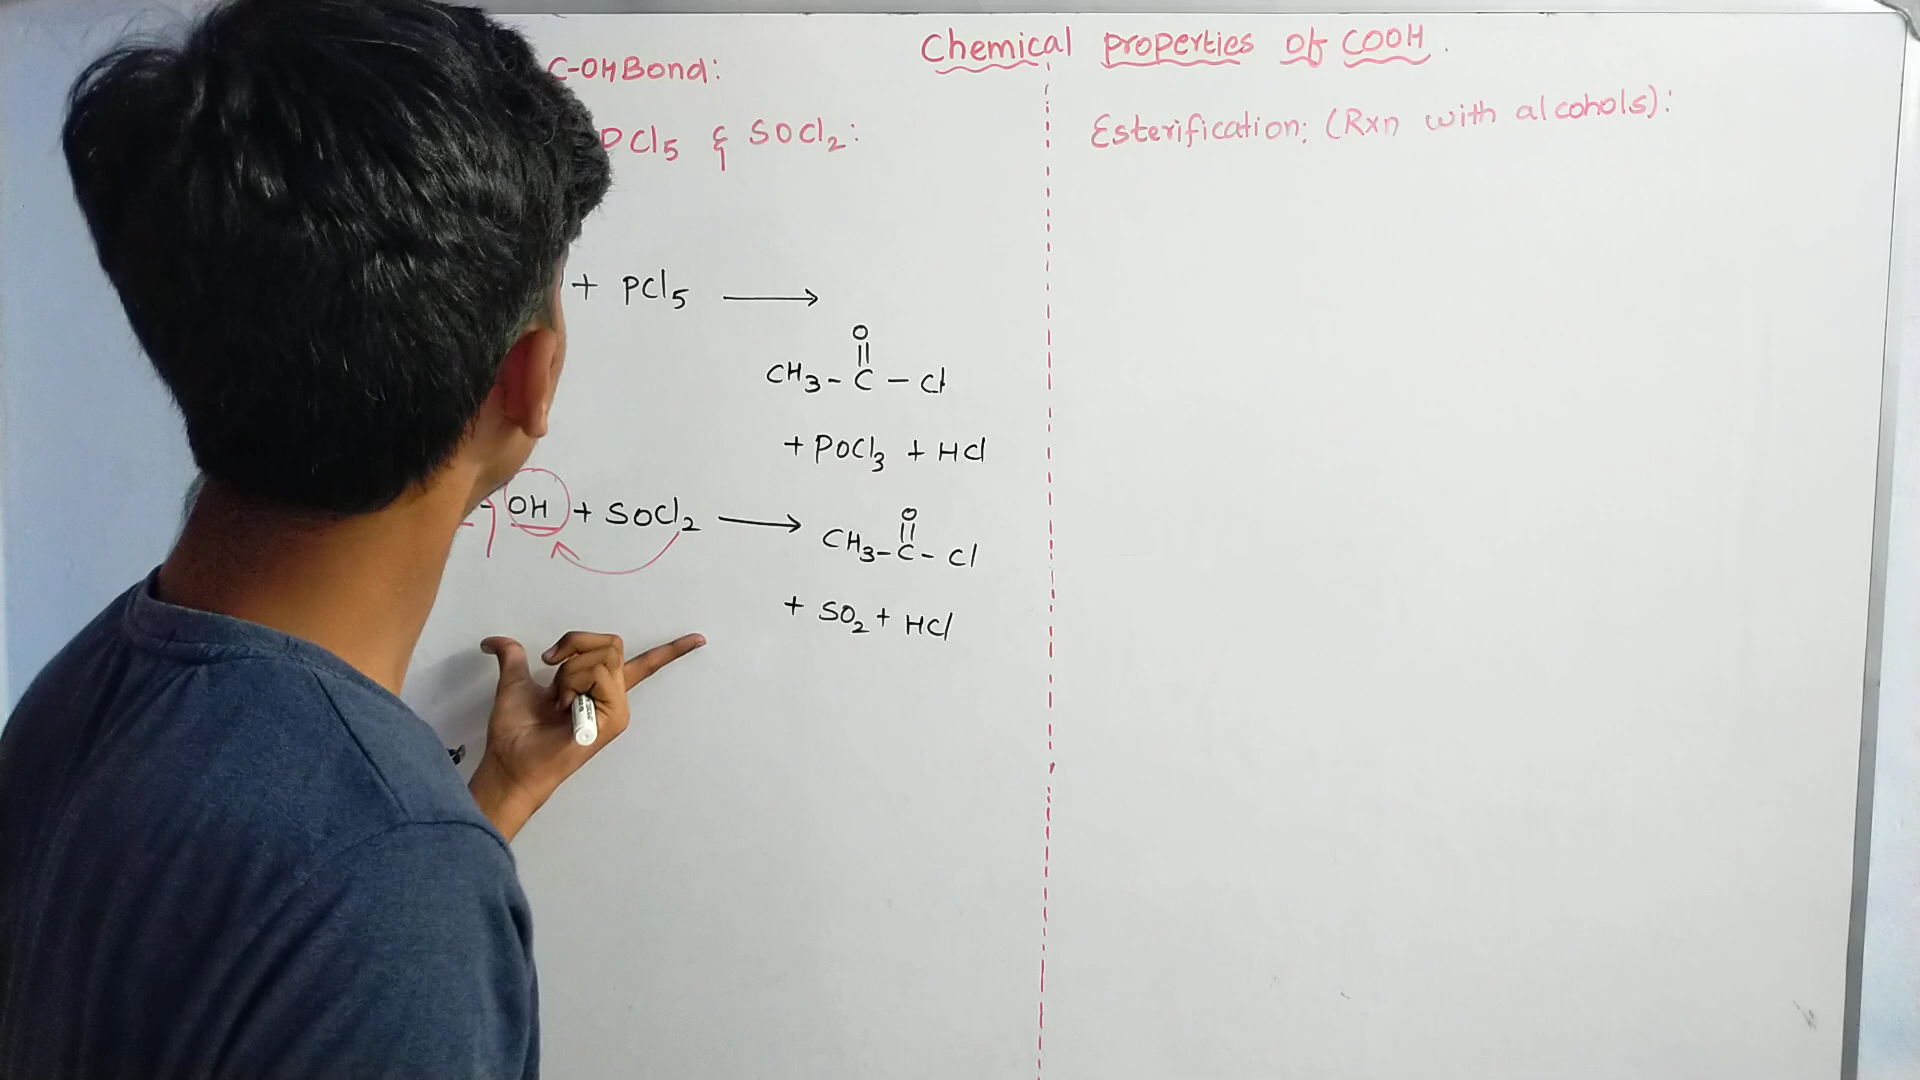 Chemical properties of COOH.
C-OH Bond:
PCl5 & SOCl2:
+ PCl5 ⟶
O
||
CH3 - C - Cl
+ POCl3 + HCl
OH + SOCl2 ⟶
O
||
CH3 - C - Cl
+ SO2 + HCl
Esterification: (Rxn with alcohols):